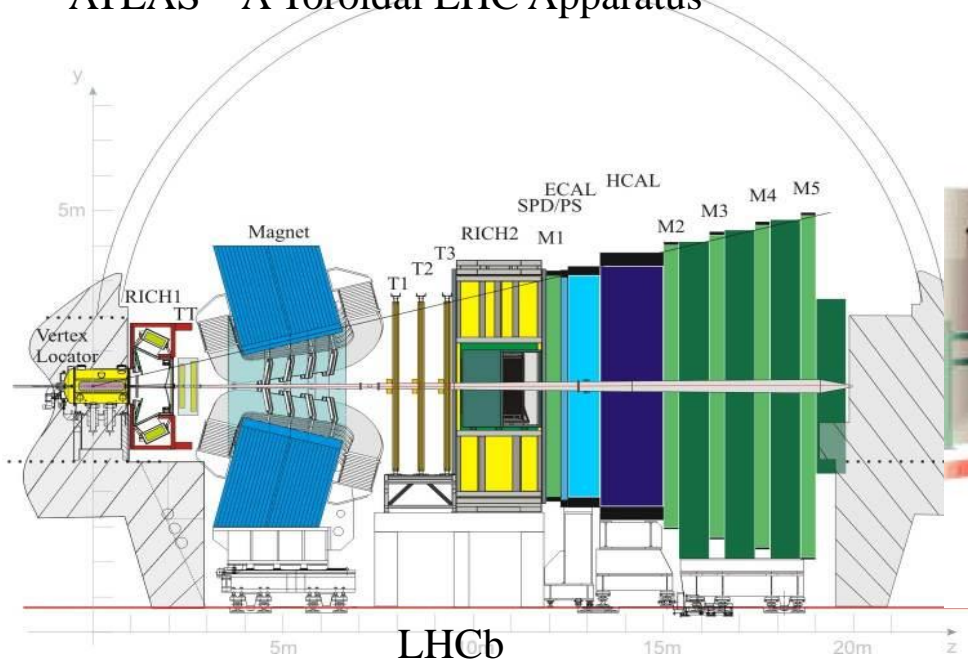 ATLAS - A Toroidal LHC Apparatus
y
5m
HCAL
ECAL
SPD/PS
M5
M4
M3
M2
M1
RICH2
Magnet
T3
T2
T1
RICH1
TT
Vertex
Locator
5m
10m
15m
20m
z
LHCb